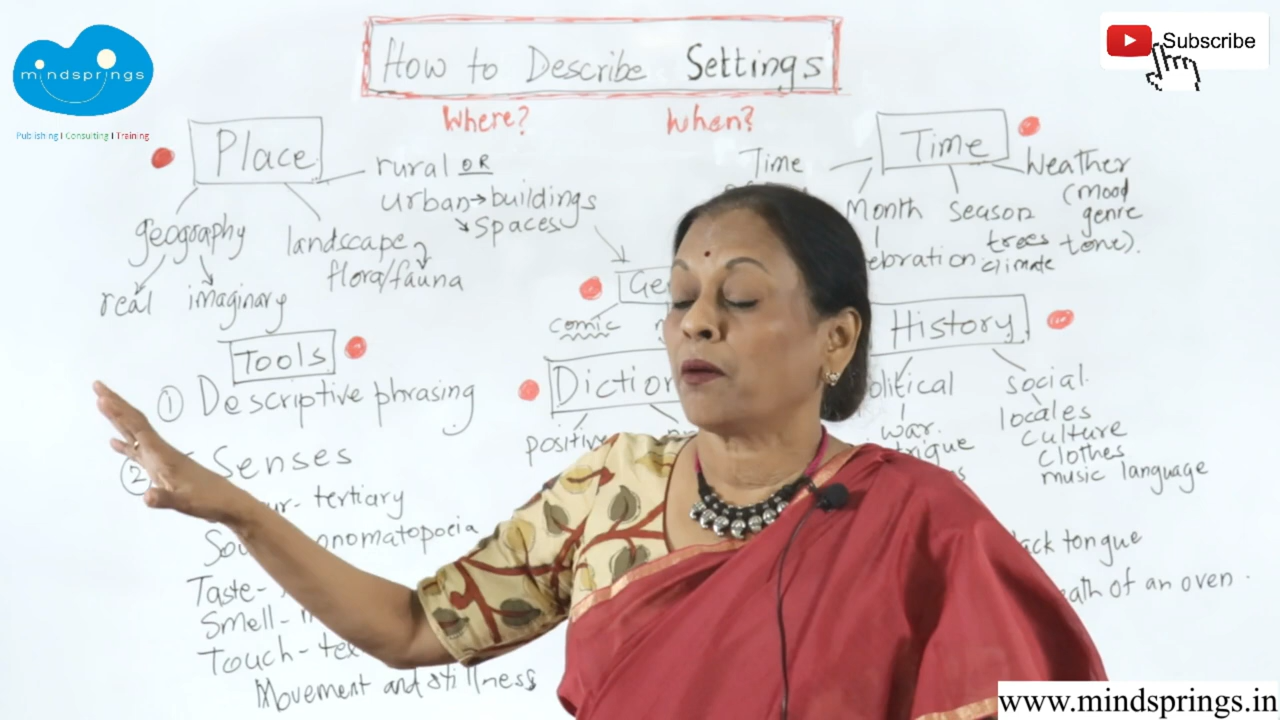 mindsprings
Publishing | Consulting | Training
Subscribe
How to Describe Settings
Where? When?
Place
rural OR
urban → buildings
↘ spaces
geography
real imaginary
landscape
flora/fauna
Time
Time
Month
Season
trees
climate
Weather
(mood
genre
tone).
comic
Tools
① Descriptive phrasing
② Senses
tertiary
onomatopoeia
Taste-
Smell-
Touch-
Movement and stillness
positive
History
war.
social.
locales
culture
clothes
music language
tongue
of an oven.
www.mindsprings.in